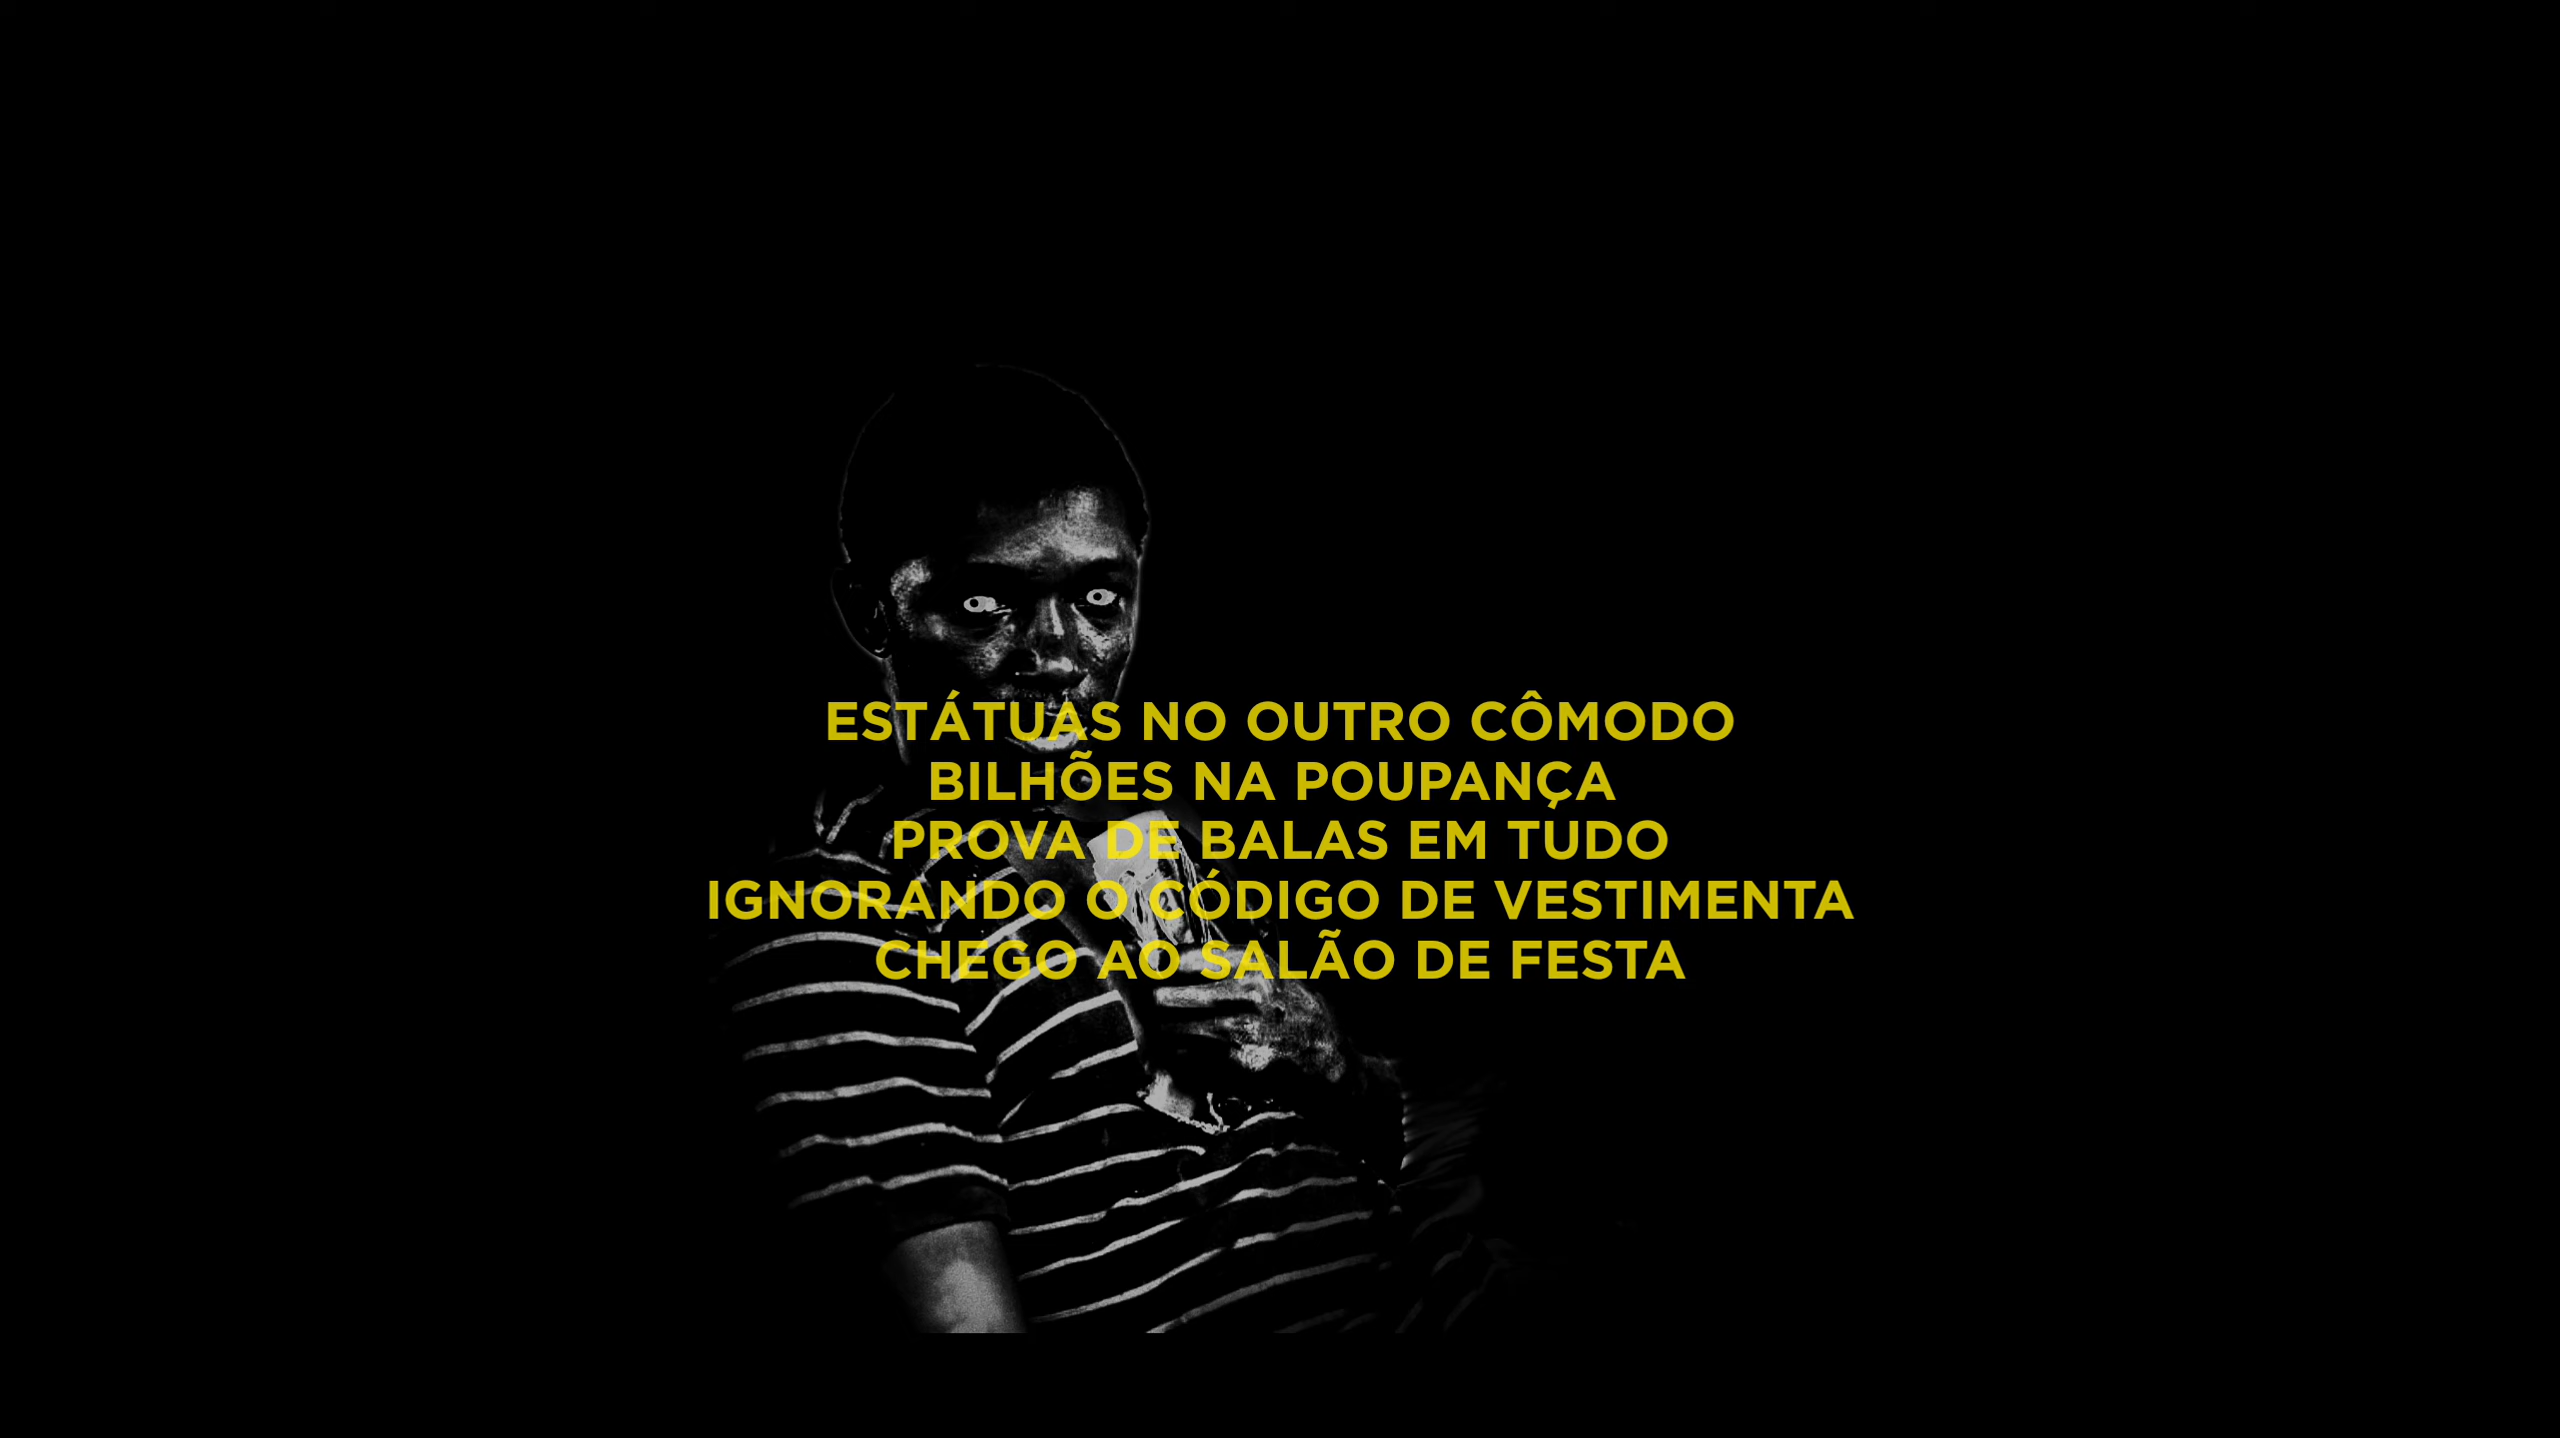 ESTÁTUAS NO OUTRO CÔMODO
BILHÕES NA POUPANÇA
PROVA DE BALAS EM TUDO
IGNORANDO O CÓDIGO DE VESTIMENTA
CHEGO AO SALÃO DE FESTA